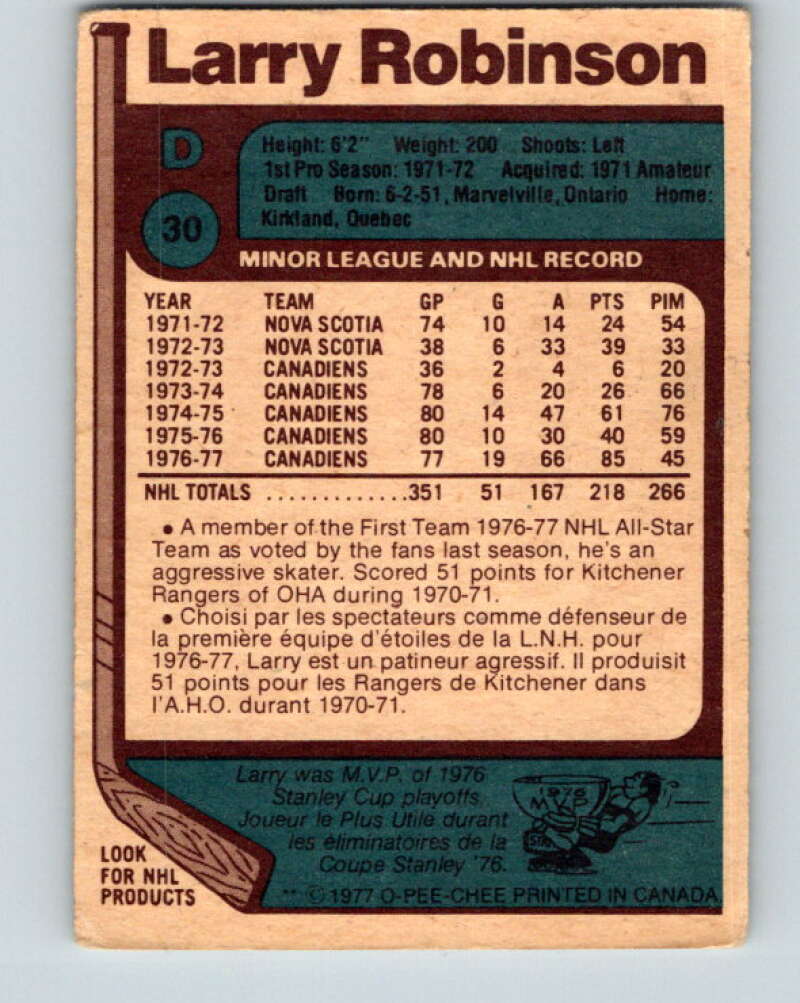 Larry Robinson
D
Height: 6'2" Weight: 200 Shoots: Left
1st Pro Season: 1971-72 Acquired: 1971 Amateur
Draft Born: 6-2-51, Marvelville, Ontario Home:
Kirkland, Quebec
30
MINOR LEAGUE AND NHL RECORD
YEAR TEAM GP G A PTS PIM
1971-72 NOVA SCOTIA 74 10 14 24 54
1972-73 NOVA SCOTIA 38 6 33 39 33
1972-73 CANADIENS 36 2 4 6 20
1973-74 CANADIENS 78 6 20 26 66
1974-75 CANADIENS 80 14 47 61 76
1975-76 CANADIENS 80 10 30 40 59
1976-77 CANADIENS 77 19 66 85 45
NHL TOTALS .............351 51 167 218 266
• A member of the First Team 1976-77 NHL All-Star
Team as voted by the fans last season, he's an
aggressive skater. Scored 51 points for Kitchener
Rangers of OHA during 1970-71.
• Choisi par les spectateurs comme défenseur de
la première équipe d'étoiles de la L.N.H. pour
1976-77, Larry est un patineur agressif. Il produisit
51 points pour les Rangers de Kitchener dans
l'A.H.O. durant 1970-71.
Larry was M.V.P. of 1976
Stanley Cup playoffs.
Joueur le Plus Utile durant
les éliminatoires de la
Coupe Stanley '76.
1976
MVP
LOOK
FOR NHL
PRODUCTS
** © 1977 O-PEE-CHEE PRINTED IN CANADA